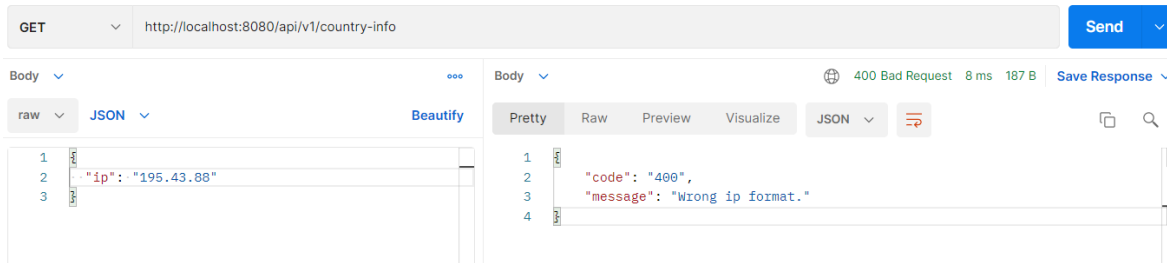 GET http://localhost:8080/api/v1/country-info Send
Body ooo Body 400 Bad Request 8 ms 187 B Save Response
raw JSON Beautify Pretty Raw Preview Visualize JSON
1 {
2 "ip": "195.43.88"
3 }
1 {
2 "code": "400",
3 "message": "Wrong ip format."
4 }